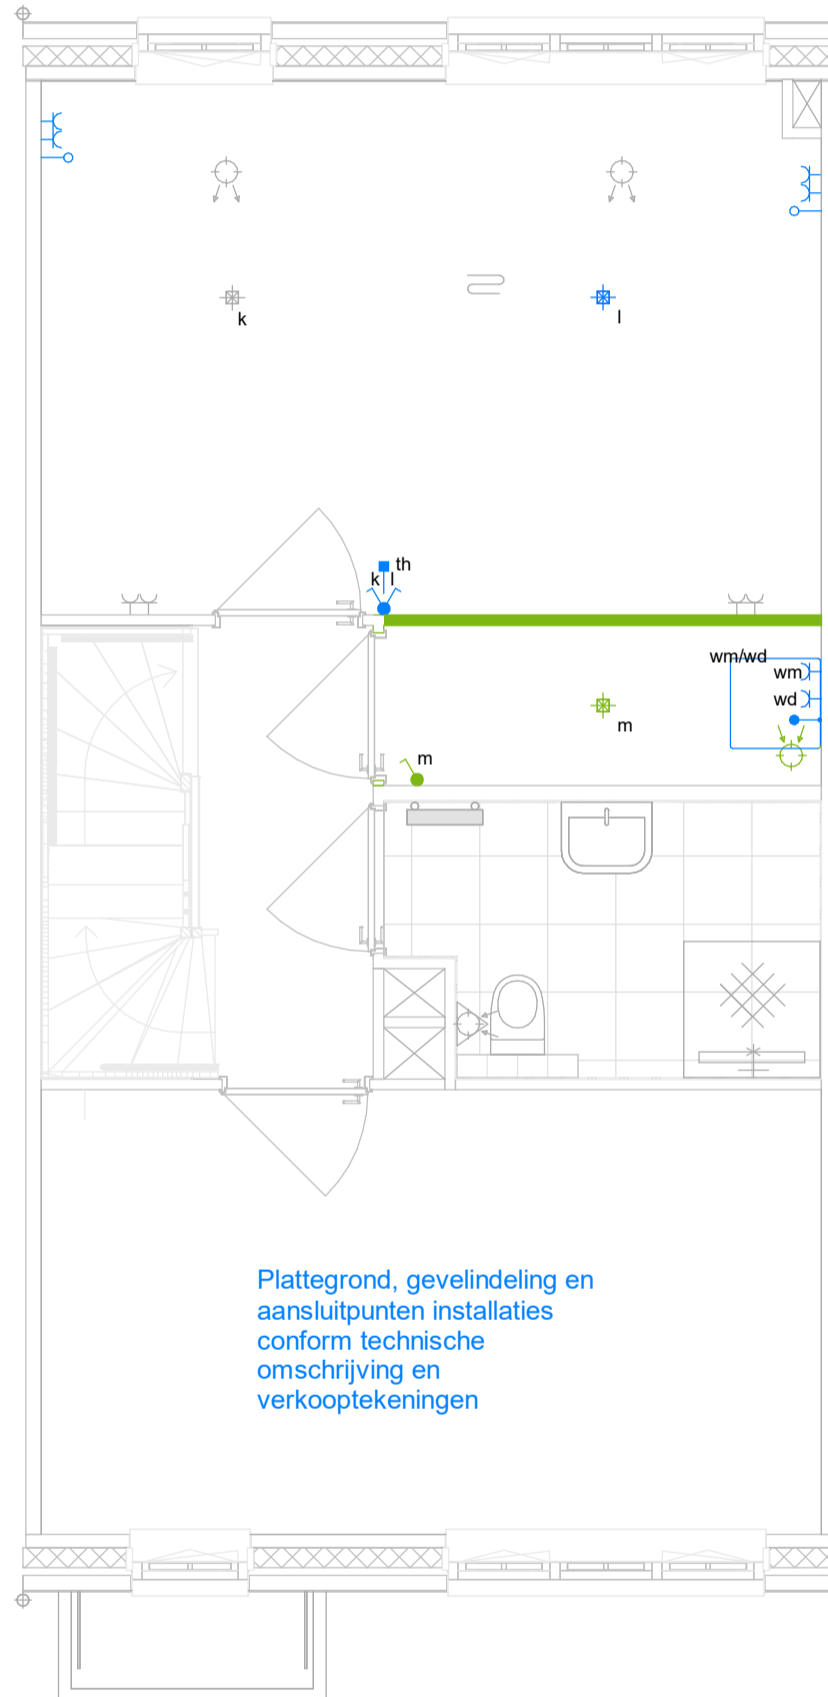 k
l
th
k l
wm/wd
wm
wd
m
m
Plattegrond, gevelindeling en
aansluitpunten installaties
conform technische
omschrijving en
verkooptekeningen